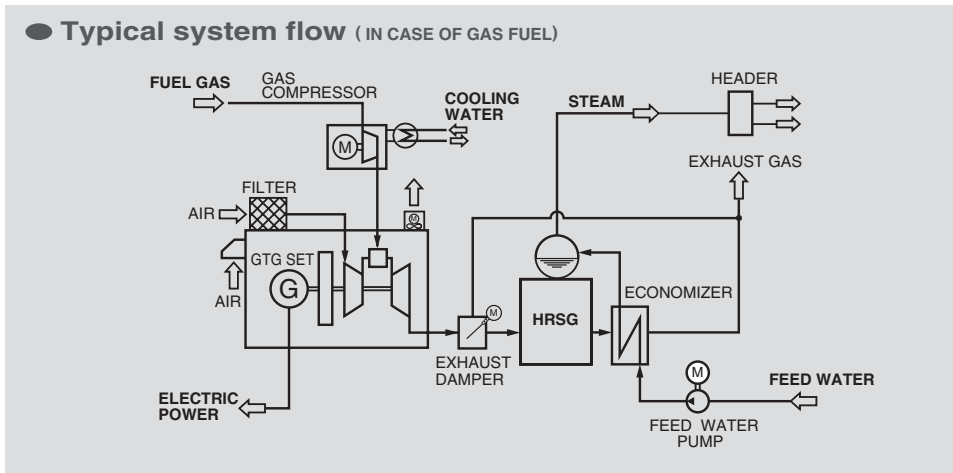 Typical system flow ( IN CASE OF GAS FUEL)
FUEL GAS
GAS
COMPRESSOR
COOLING
WATER
STEAM
HEADER
M
EXHAUST GAS
FILTER
AIR
M
GTG SET
G
AIR
M
HRSG
ECONOMIZER
EXHAUST
DAMPER
M
FEED WATER
ELECTRIC
POWER
FEED WATER
PUMP